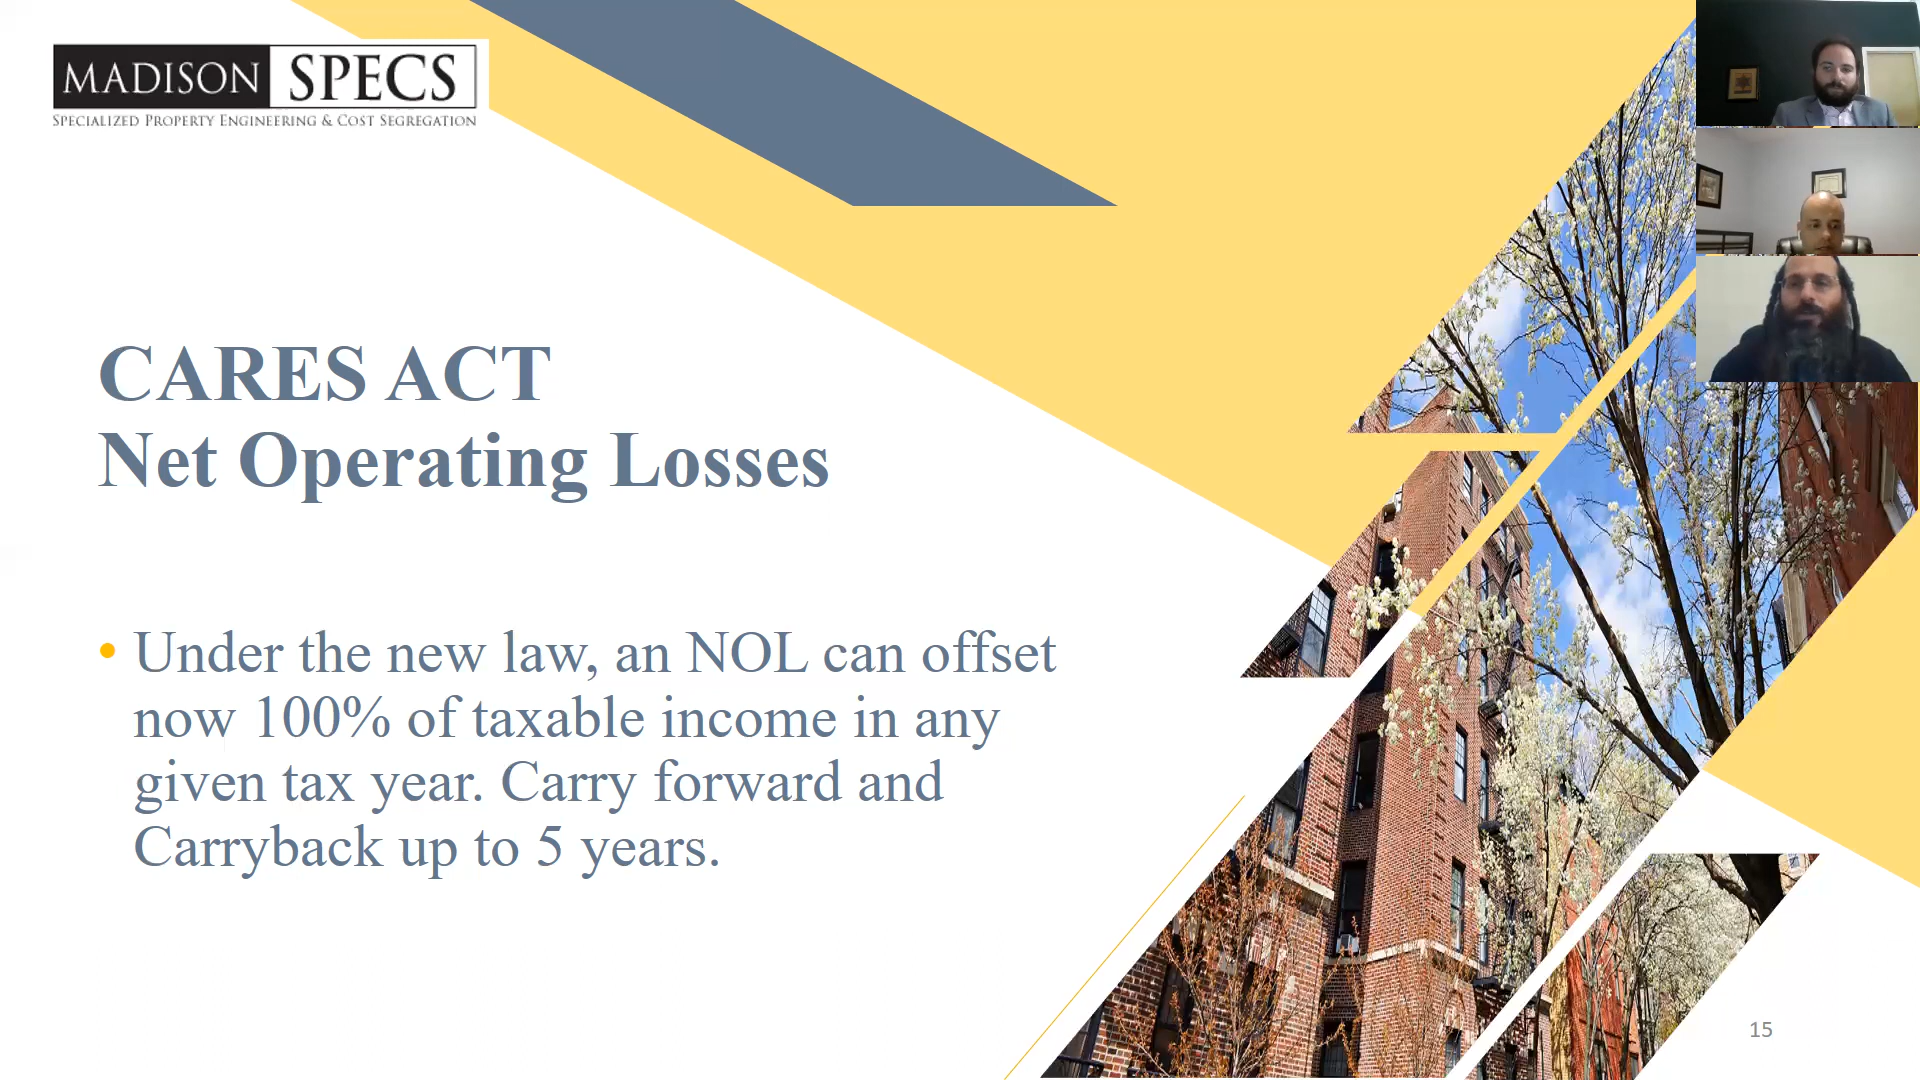 MADISON SPECS
SPECIALIZED PROPERTY ENGINEERING & COST SEGREGATION
CARES ACT
Net Operating Losses
• Under the new law, an NOL can offset
now 100% of taxable income in any
given tax year. Carry forward and
Carryback up to 5 years.
15